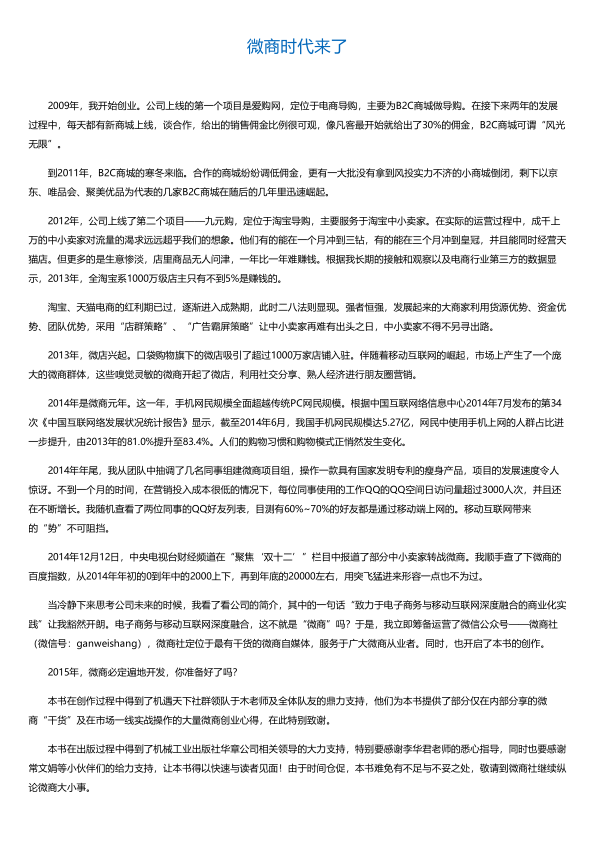 微商时代来了
2009年，我开始创业。公司上线的第一个项目是爱购网，定位于电商导购，主要为B2C商城做导购。在接下来两年的发展
过程中，每天都有新商城上线，谈合作，给出的销售佣金比例很可观，像凡客最开始就给出了30%的佣金，B2C商城可谓“风光
无限”。
到2011年，B2C商城的寒冬来临。合作的商城纷纷调低佣金，更有一大批没有拿到风投实力不济的小商城倒闭，剩下以京
东、唯品会、聚美优品为代表的几家B2C商城在随后的几年里迅速崛起。
2012年，公司上线了第二个项目——九元购，定位于淘宝导购，主要服务于淘宝中小卖家。在实际的运营过程中，成千上
万的中小卖家对流量的渴求远远超乎我们的想象。他们有的能在一个月冲到三钻，有的能在三个月冲到皇冠，并且能同时经营天
猫店。但更多的是生意惨淡，店里商品无人问津，一年比一年难赚钱。根据我长期的接触和观察以及电商行业第三方的数据显
示，2013年，全淘宝系1000万级店主只有不到5%是赚钱的。
淘宝、天猫电商的红利期已过，逐渐进入成熟期，此时二八法则显现。强者恒强，发展起来的大商家利用货源优势、资金优
势、团队优势，采用“店群策略”、“广告霸屏策略”让中小卖家再难有出头之日，中小卖家不得不另寻出路。
2013年，微店兴起。口袋购物旗下的微店吸引了超过1000万家店铺入驻。伴随着移动互联网的崛起，市场上产生了一个庞
大的微商群体，这些嗅觉灵敏的微商开起了微店，利用社交分享、熟人经济进行朋友圈营销。
2014年是微商元年。这一年，手机网民规模全面超越传统PC网民规模。根据中国互联网络信息中心2014年7月发布的第34
次《中国互联网络发展状况统计报告》显示，截至2014年6月，我国手机网民规模达5.27亿，网民中使用手机上网的人群占比进
一步提升，由2013年的81.0%提升至83.4%。人们的购物习惯和购物模式正悄然发生变化。
2014年年尾，我从团队中抽调了几名同事组建微商项目组，操作一款具有国家发明专利的瘦身产品，项目的发展速度令人
惊讶。不到一个月的时间，在营销投入成本很低的情况下，每位同事使用的工作QQ的QQ空间日访问量超过3000人次，并且还
在不断增长。我随机查看了两位同事的QQ好友列表，目测有60%~70%的好友都是通过移动端上网的。移动互联网带来
的“势”不可阻挡。
2014年12月12日，中央电视台财经频道在“聚焦‘双十二’”栏目中报道了部分中小卖家转战微商。我顺手查了下微商的
百度指数，从2014年年初的0到年中的2000上下，再到年底的20000左右，用突飞猛进来形容一点也不为过。
当冷静下来思考公司未来的时候，我看了看公司的简介，其中的一句话“致力于电子商务与移动互联网深度融合的商业化实
践”让我豁然开朗。电子商务与移动互联网深度融合，这不就是“微商”吗？于是，我立即筹备运营了微信公众号——微商社
（微信号：ganweishang），微商社定位于最有干货的微商自媒体，服务于广大微商从业者。同时，也开启了本书的创作。
2015年，微商必定遍地开发，你准备好了吗？
本书在创作过程中得到了机遇天下社群领队于木老师及全体队友的鼎力支持，他们为本书提供了部分仅在内部分享的微
商“干货”及在市场一线实战操作的大量微商创业心得，在此特别致谢。
本书在出版过程中得到了机械工业出版社华章公司相关领导的大力支持，特别要感谢李华君老师的悉心指导，同时也要感谢
常文娟等小伙伴们的给力支持，让本书得以快速与读者见面！由于时间仓促，本书难免有不足与不妥之处，敬请到微商社继续纵
论微商大小事。